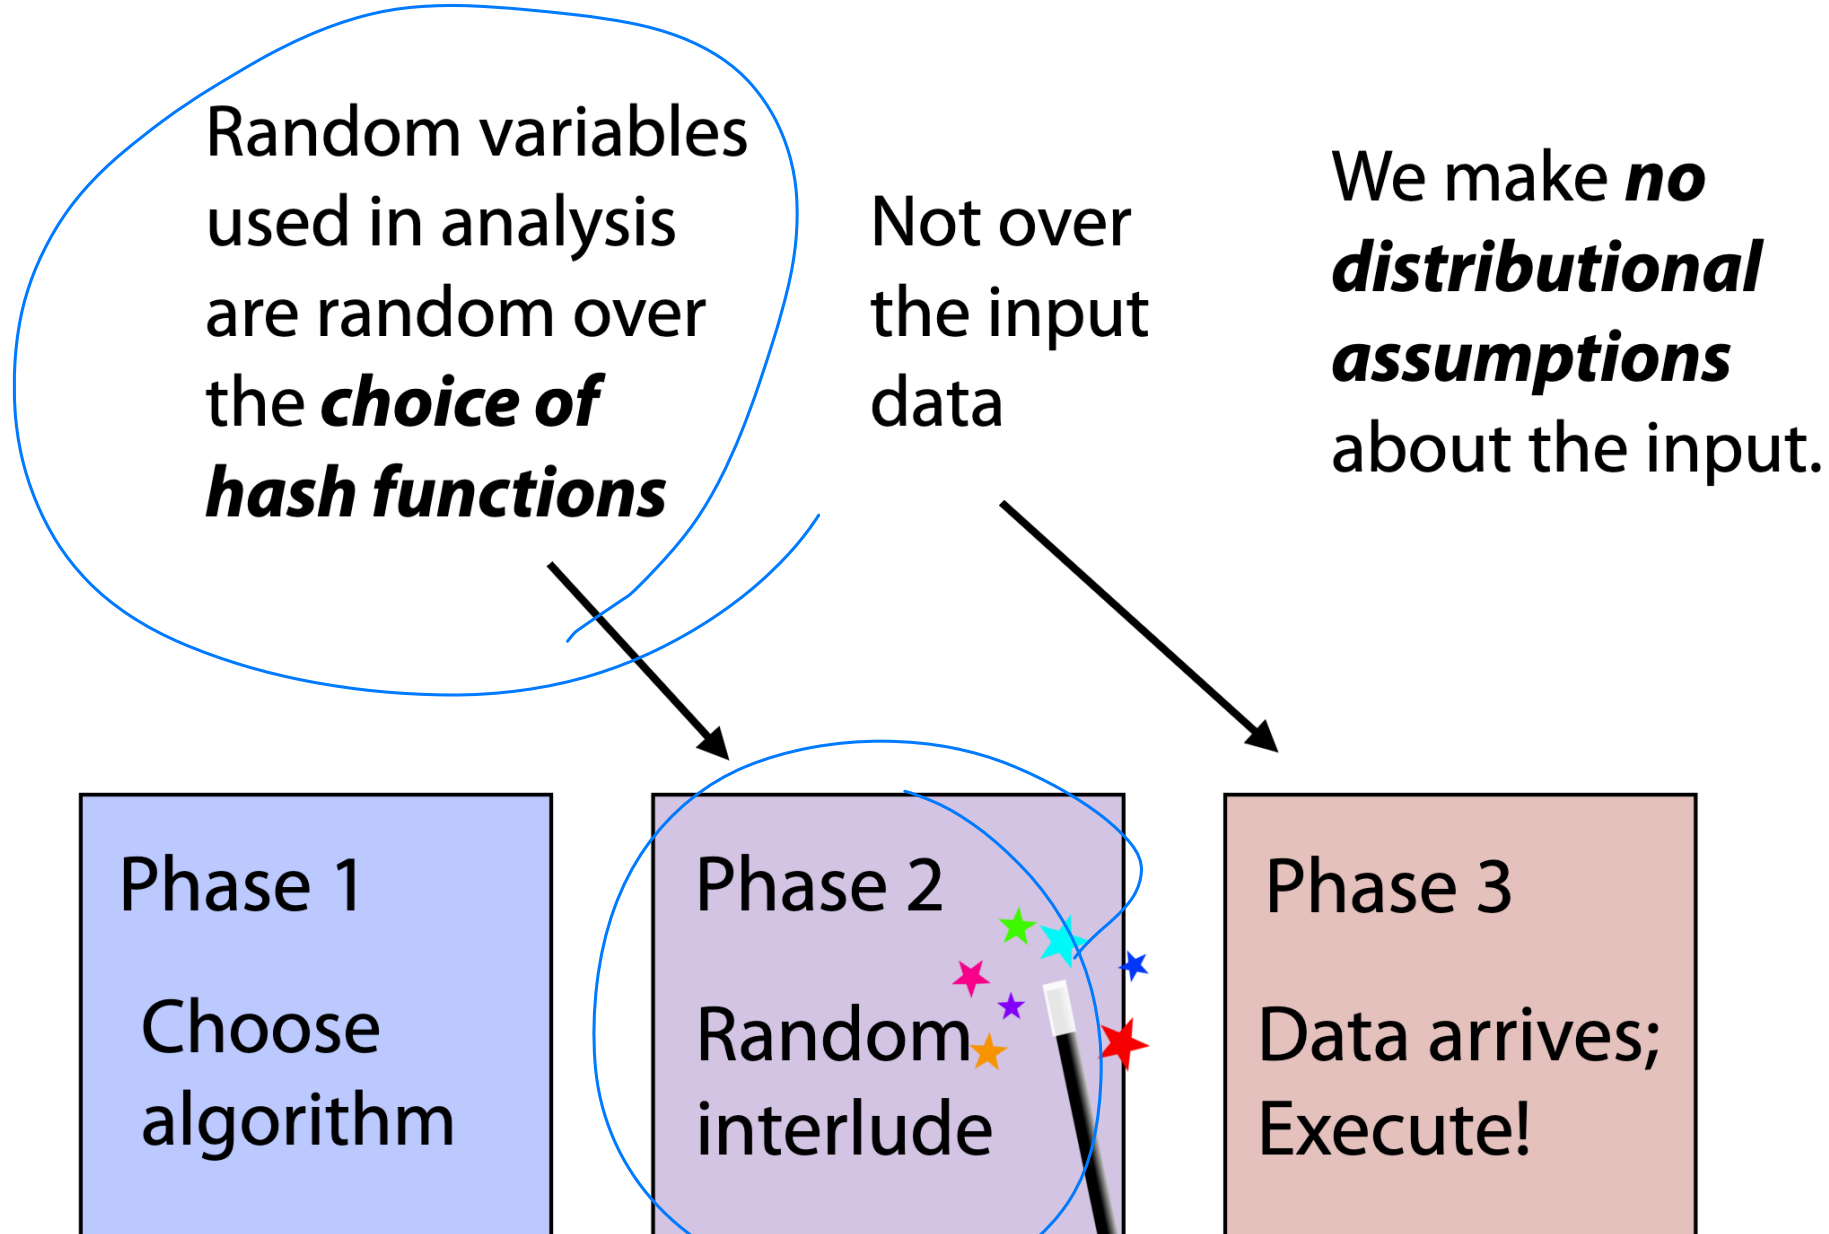 Random variables
used in analysis
are random over
the choice of
hash functions
Not over
the input
data
We make no
distributional
assumptions
about the input.
Phase 1
Choose
algorithm
Phase 2
Random
interlude
Phase 3
Data arrives;
Execute!